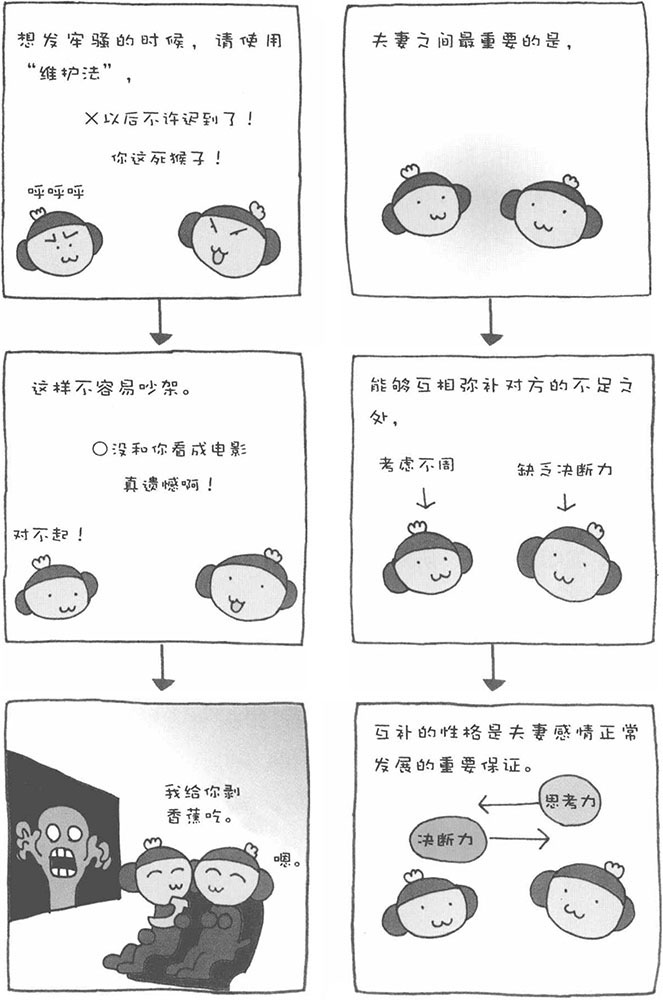 想发牢骚的时候，请使用
“维护法”，
×以后不许迟到了！
你这死猴子！
呼呼呼
这样不容易吵架。
○没和你看成电影
真遗憾啊！
对不起！
我给你剥
香蕉吃。
嗯。
夫妻之间最重要的是，
能够互相弥补对方的不足之
处，
考虑不周
缺乏决断力
互补的性格是夫妻感情正常
发展的重要保证。
思考力
决断力